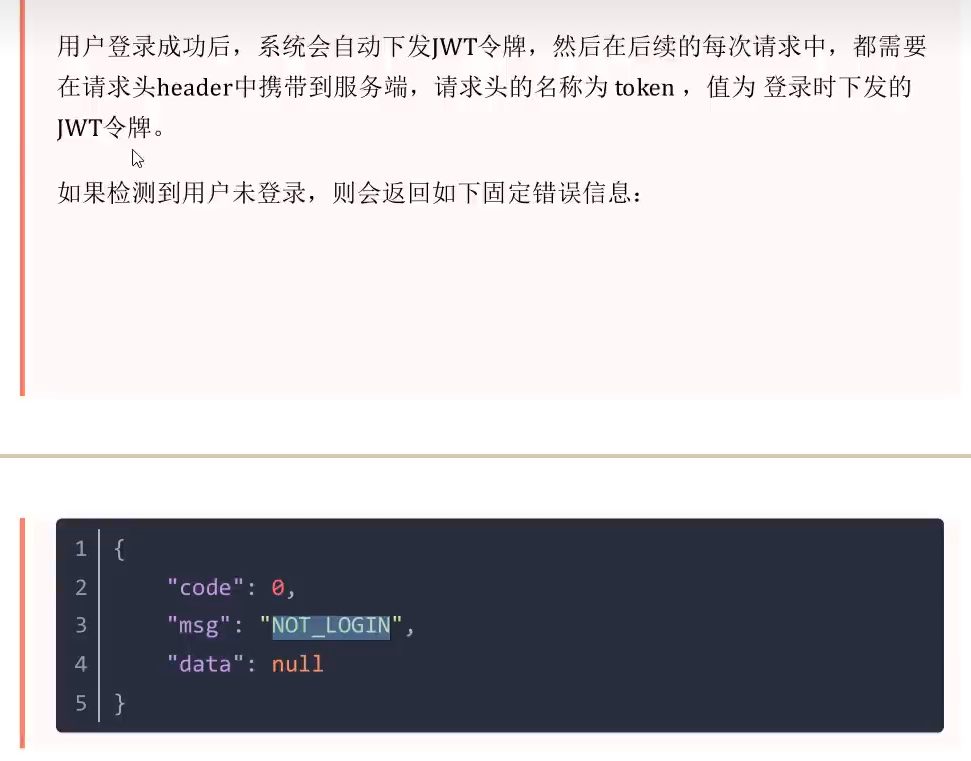 用户登录成功后，系统会自动下发JWT令牌，然后在后续的每次请求中，都需要
在请求头header中携带到服务端，请求头的名称为 token ，值为 登录时下发的
JWT令牌。
如果检测到用户未登录，则会返回如下固定错误信息：
1 {
2     "code": 0,
3     "msg": "NOT_LOGIN",
4     "data": null
5 }